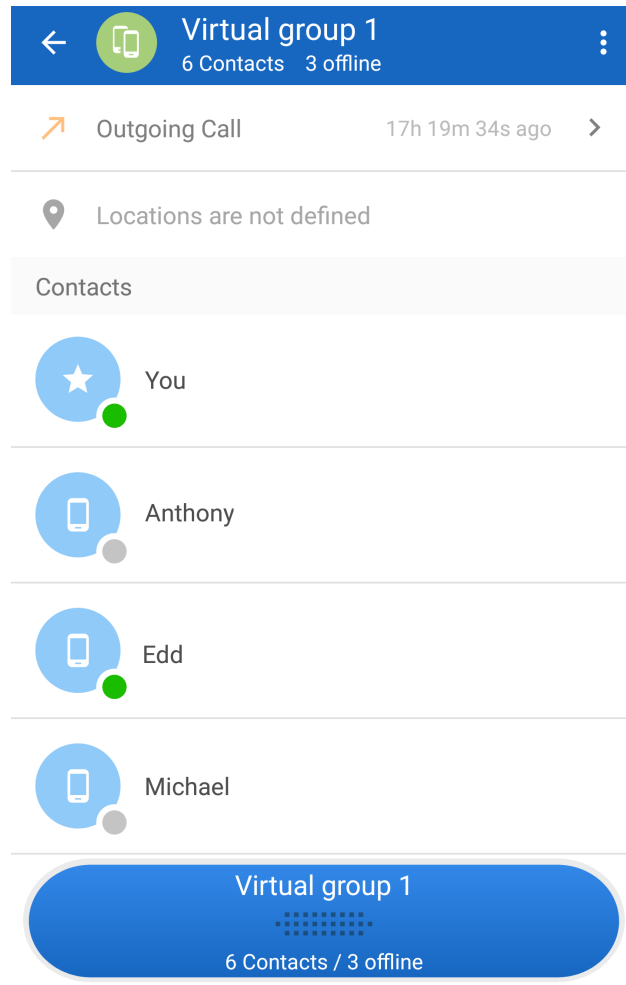 Virtual group 1
6 Contacts 3 offline
Outgoing Call 17h 19m 34s ago
Locations are not defined
Contacts
You
Anthony
Edd
Michael
Virtual group 1
6 Contacts / 3 offline